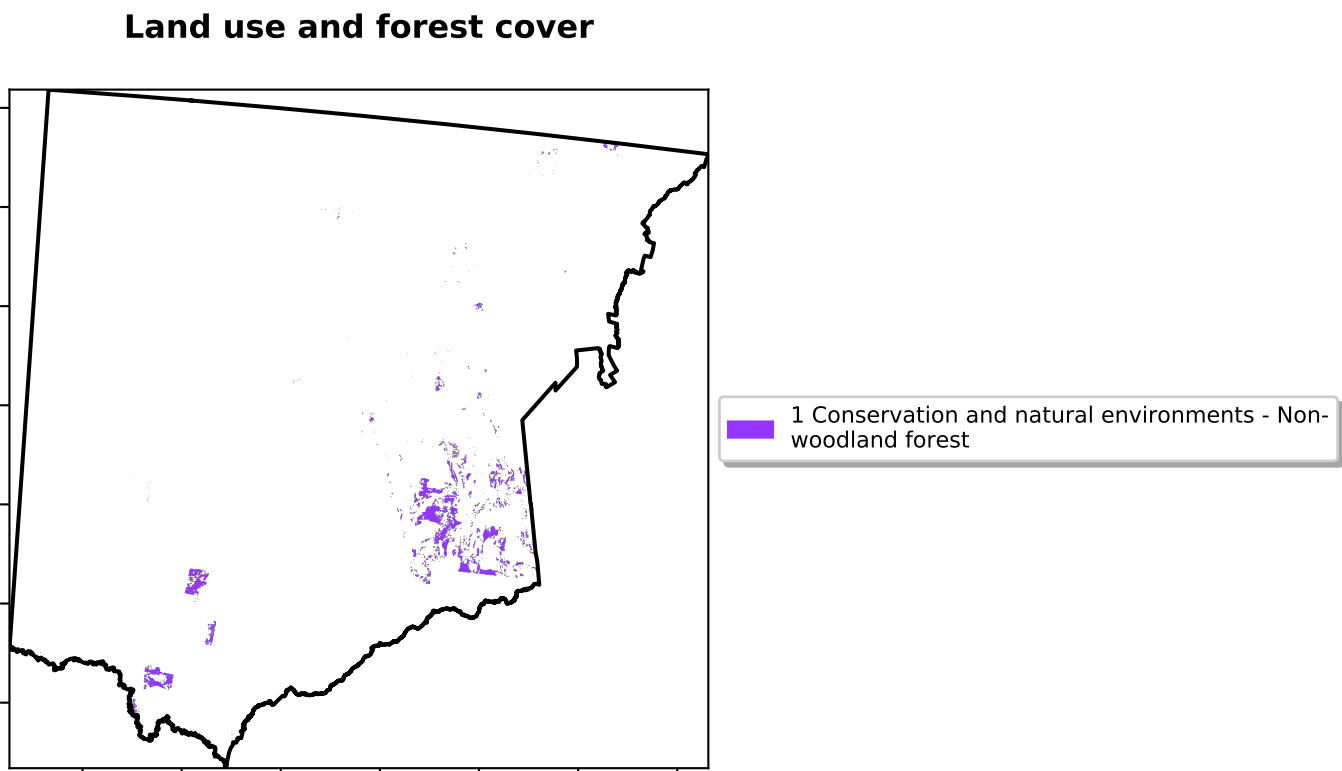 Land use and forest cover
1 Conservation and natural environments - Non-
woodland forest